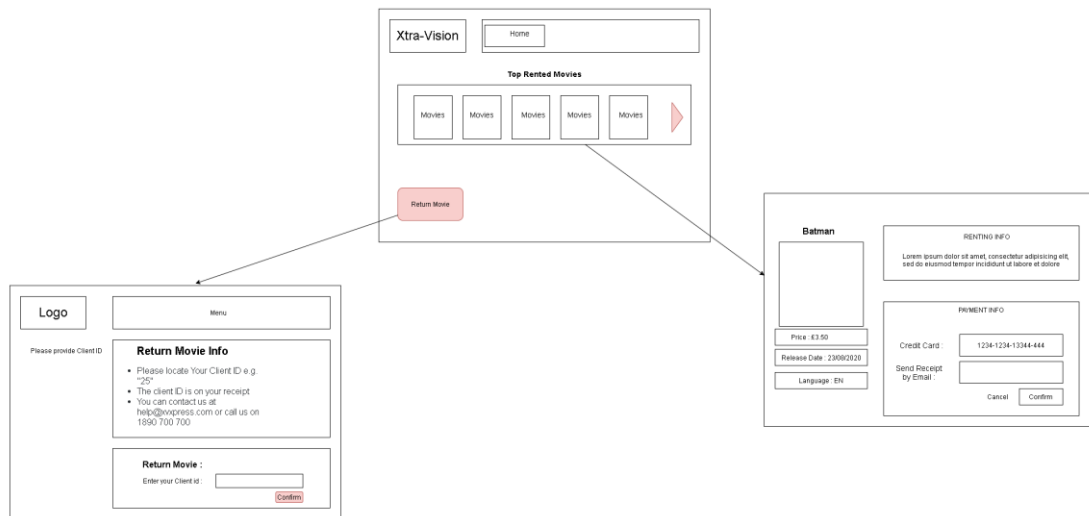 Xtra-Vision
Home
Top Rented Movies
Movies
Movies
Movies
Movies
Movies
Return Movie
Logo
Menu
Please provide Client ID
Return Movie Info
Please locate Your Client ID e.g.
"25"
The client ID is on your receipt
You can contact us at
help@xvxpress.com or call us on
1890 700 700
Return Movie :
Enter your Client id :
Confirm
Batman
Price : £3.50
Release Date : 23/08/2020
Language : EN
RENTING INFO
Lorem ipsum dolor sit amet, consectetur adipisicing elit,
sed do eiusmod tempor incididunt ut labore et dolore
PAYMENT INFO
Credit Card :
1234-1234-13344-444
Send Receipt
by Email :
Cancel
Confirm